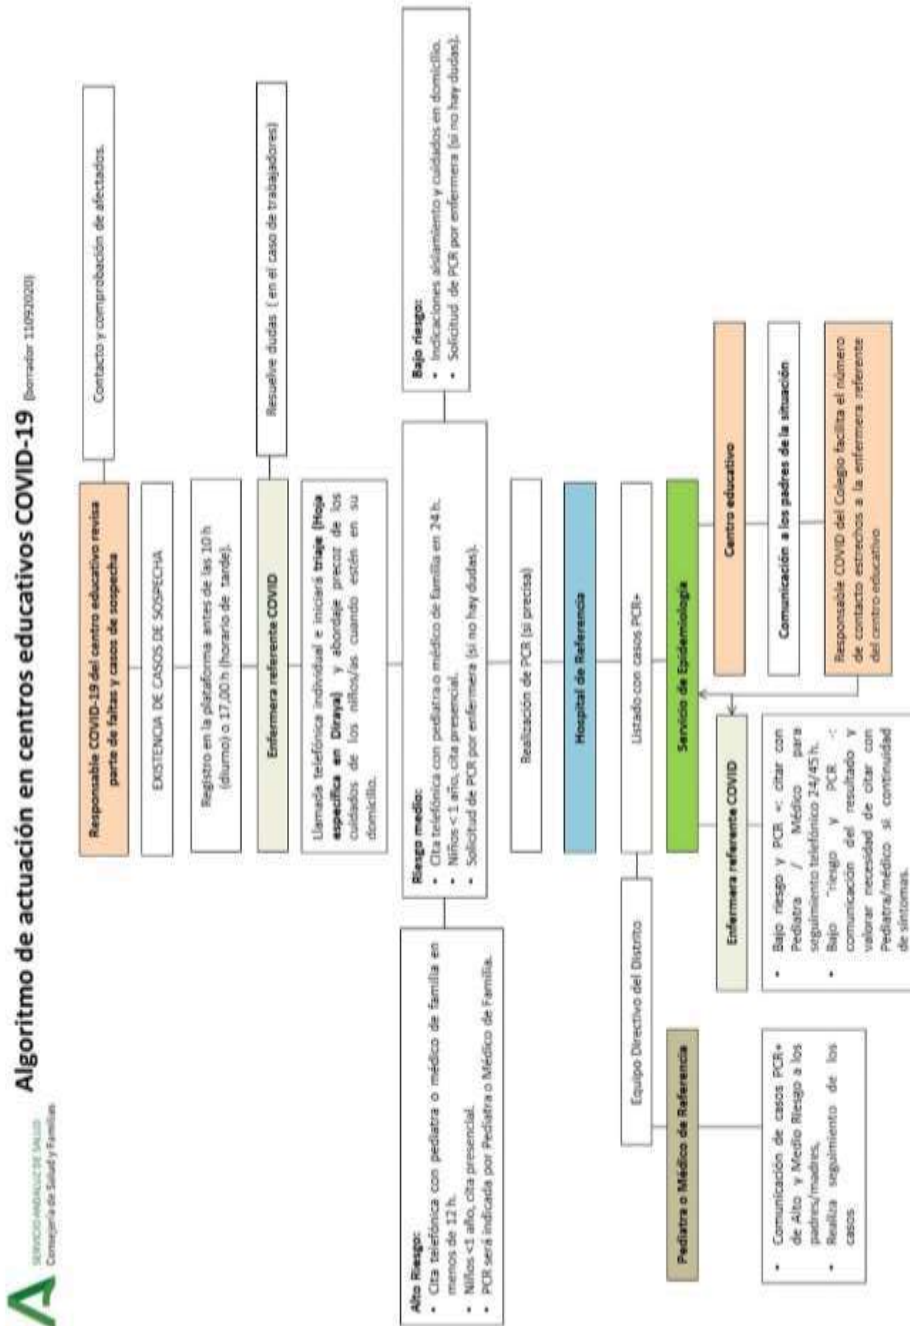 SERVICIO ANDALUZ DE SALUD
Consejería de Salud y Familias
Algoritmo de actuación en centros educativos COVID-19 (borrador 11092020)
Responsable COVID-19 del centro educativo revisa
parte de faltas y casos de sospecha
Contacto y comprobación de afectados.
EXISTENCIA DE CASOS DE SOSPECHA
Registro en la plataforma antes de las 10 h
(diurno) o 17,00 h (horario de tarde).
Enfermera referente COVID
Resuelve dudas ( en el caso de trabajadores)
Llamada telefónica individual e iniciará triaje (Hoja
específica en Diraya) y abordaje precoz de los
cuidados de los niños/as cuando estén en su
domicilio.
Alto Riesgo:
• Cita telefónica con pediatra o médico de familia en
menos de 12 h.
• Niños <1 año, cita presencial.
• PCR será indicada por Pediatra o Médico de Familia.
Riesgo medio:
• Cita telefónica con pediatra o médico de familia en 24 h.
• Niños < 1 año, cita presencial.
• Solicitud de PCR por enfermera (si no hay dudas).
Bajo riesgo:
• Indicaciones aislamiento y cuidados en domicilio.
• Solicitud de PCR por enfermera (si no hay dudas).
Realización de PCR (si precisa)
Hospital de Referencia
Equipo Directivo del Distrito
Listado con casos PCR+
Pediatra o Médico de Referencia
Servicio de Epidemiología
• Comunicación de casos PCR+
de Alto y Medio Riesgo a los
padres/madres.
• Realiza seguimiento de los
casos
Enfermera referente COVID
• Bajo riesgo y PCR +: citar con
Pediatra / Médico para
seguimiento telefónico 24/45 h.
• Bajo riesgo y PCR -:
comunicación del resultado y
valorar necesidad de citar con
Pediatra/médico si continuidad
de síntomas.
Centro educativo
Comunicación a los padres de la situación
Responsable COVID del Colegio facilita el número
de contacto estrechos a la enfermera referente
del centro educativo